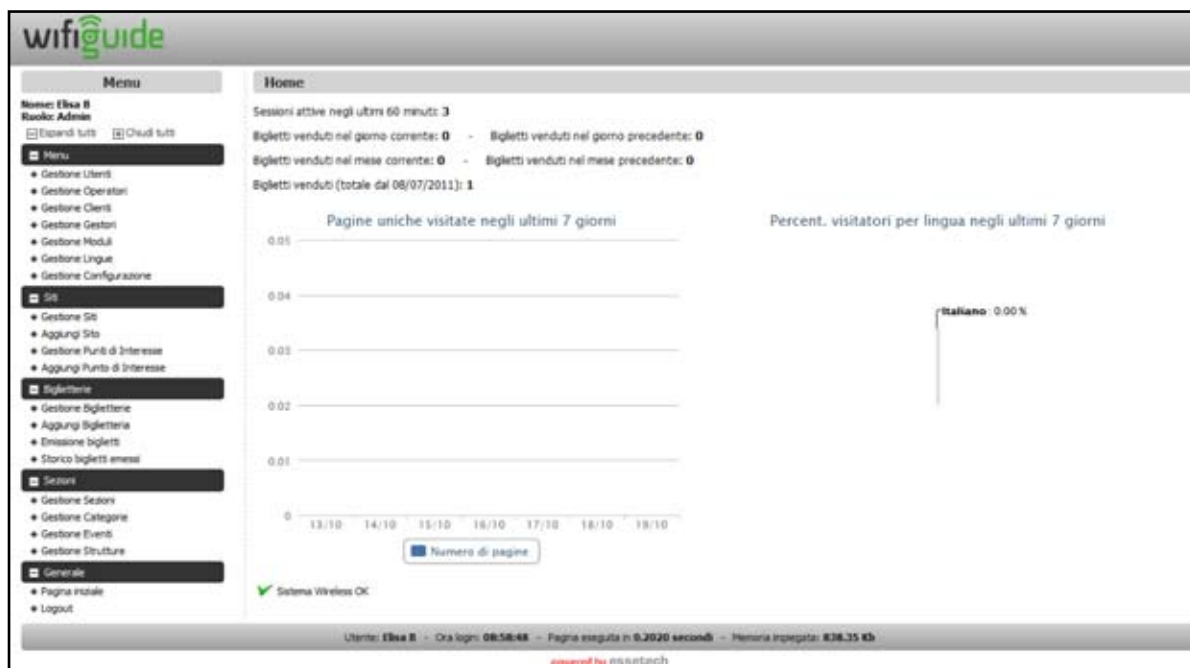 wifiguide
Menu
Nome: Elisa B
Ruolo: Admin
Espandi tutti Chiudi tutti
Menu
Gestione Utenti
Gestione Operatori
Gestione Clienti
Gestione Gestori
Gestione Moduli
Gestione Lingue
Gestione Configurazione
Siti
Gestione Siti
Aggiungi Sito
Gestione Punti di Interesse
Aggiungi Punto di Interesse
Biglietterie
Gestione Biglietterie
Aggiungi Biglietteria
Emissione biglietti
Storico biglietti emessi
Sezioni
Gestione Sezioni
Gestione Categorie
Gestione Eventi
Gestione Strutture
Generale
Pagina iniziale
Logout
Home
Sessioni attive negli ultimi 60 minuti: 3
Biglietti venduti nel giorno corrente: 0 - Biglietti venduti nel giorno precedente: 0
Biglietti venduti nel mese corrente: 0 - Biglietti venduti nel mese precedente: 0
Biglietti venduti (totale dal 08/07/2011): 1
Pagine uniche visitate negli ultimi 7 giorni
0.05
0.04
0.03
0.02
0.01
0
13/10 14/10 15/10 16/10 17/10 18/10 19/10
Numero di pagine
Percent. visitatori per lingua negli ultimi 7 giorni
Italiano : 0.00 %
Sistema Wireless OK
Utente: Elisa B - Ora login: 08:58:48 - Pagina eseguita in 0.2020 secondi - Memoria impiegata: 838.35 Kb
powered by essetech